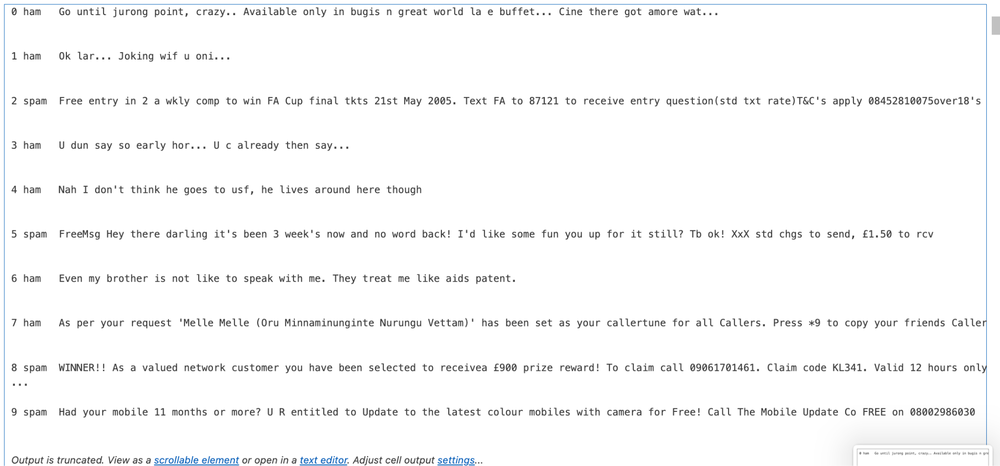 0 ham   Go until jurong point, crazy.. Available only in bugis n great world la e buffet... Cine there got amore wat...
1 ham   Ok lar... Joking wif u oni...
2 spam  Free entry in 2 a wkly comp to win FA Cup final tkts 21st May 2005. Text FA to 87121 to receive entry question(std txt rate)T&C's apply 08452810075over18's
3 ham   U dun say so early hor... U c already then say...
4 ham   Nah I don't think he goes to usf, he lives around here though
5 spam  FreeMsg Hey there darling it's been 3 week's now and no word back! I'd like some fun you up for it still? Tb ok! XxX std chgs to send, £1.50 to rcv
6 ham   Even my brother is not like to speak with me. They treat me like aids patent.
7 ham   As per your request 'Melle Melle (Oru Minnaminunginte Nurungu Vettam)' has been set as your callertune for all Callers. Press *9 to copy your friends Caller
8 spam  WINNER!! As a valued network customer you have been selected to receivea £900 prize reward! To claim call 09061701461. Claim code KL341. Valid 12 hours only
...
9 spam  Had your mobile 11 months or more? U R entitled to Update to the latest colour mobiles with camera for Free! Call The Mobile Update Co FREE on 08002986030
0 ham   Go until jurong point, crazy.. Available only in bugis n gre
Output is truncated. View as a scrollable element or open in a text editor. Adjust cell output settings...